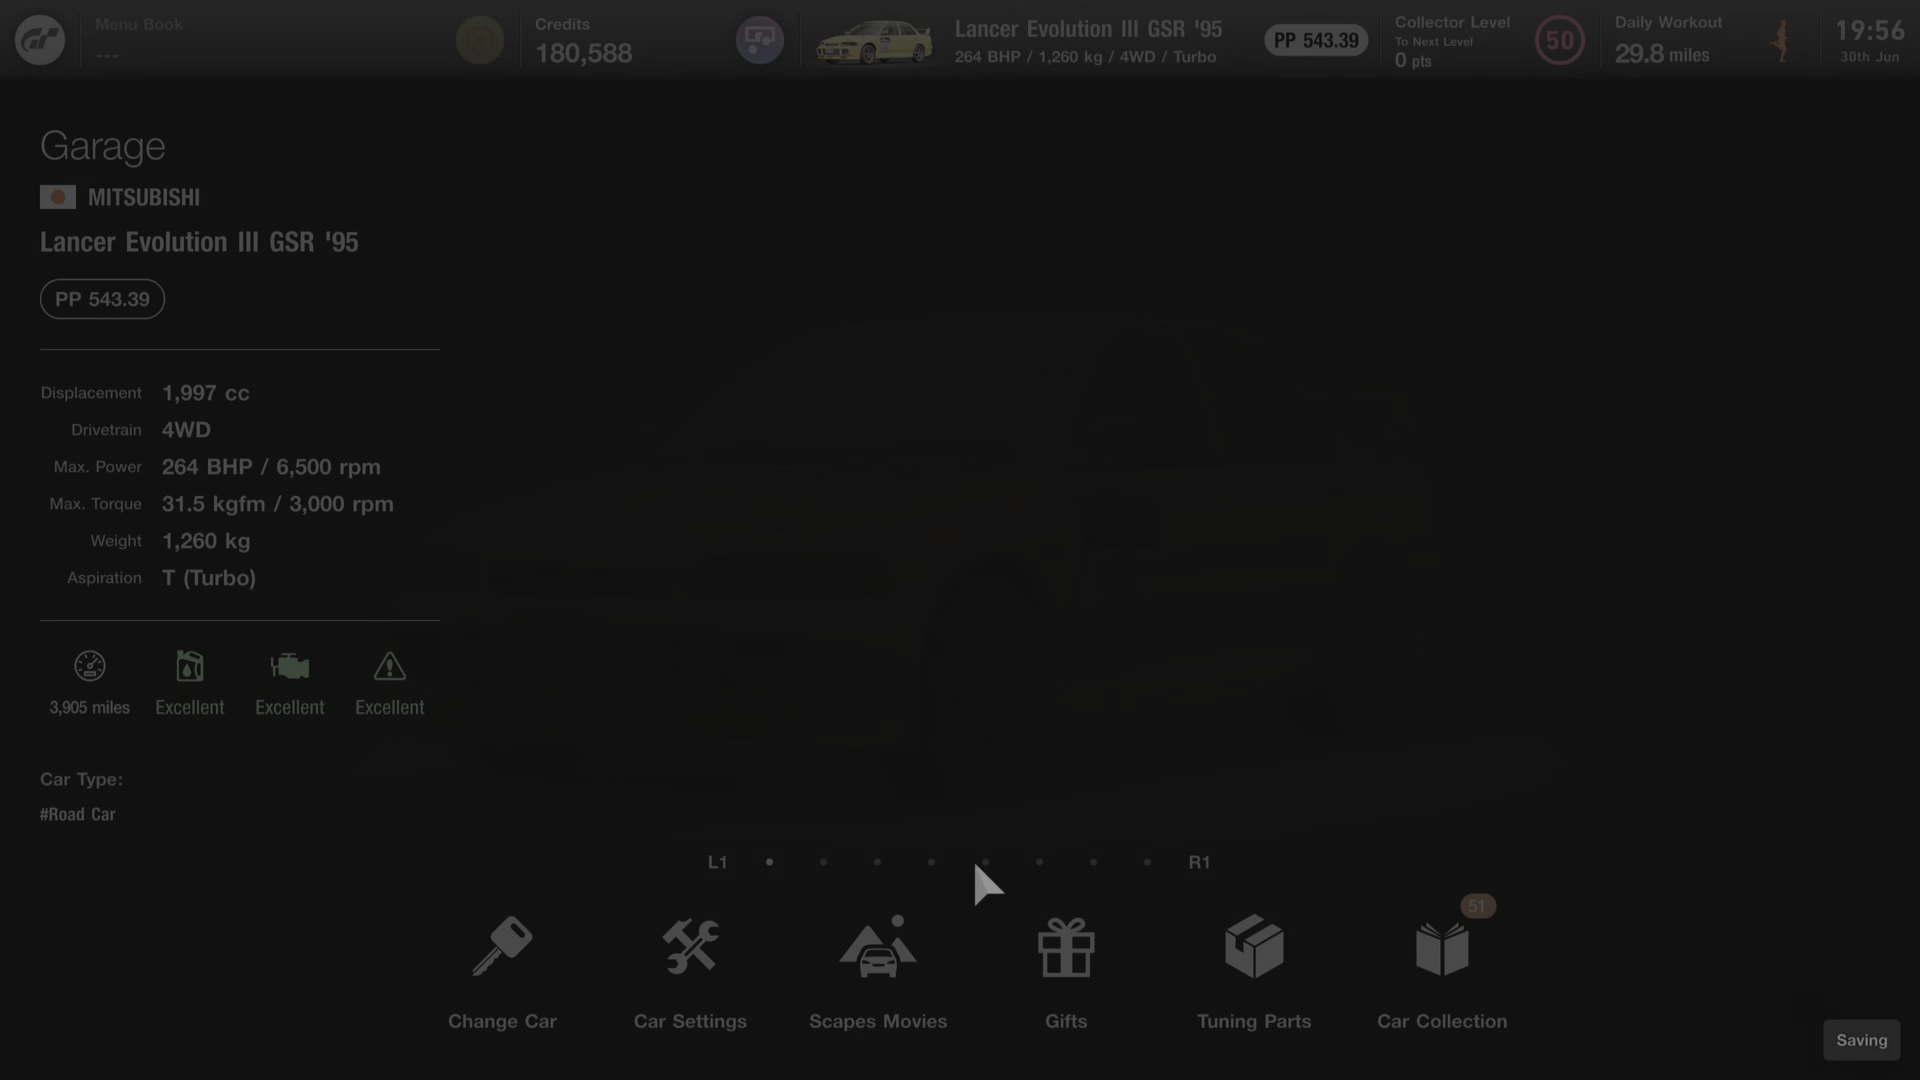 Menu Book
---
Credits
180,588
Lancer Evolution III GSR '95
264 BHP / 1,260 kg / 4WD / Turbo
PP 543.39
Collector Level
To Next Level
0 pts
50
Daily Workout
29.8 miles
19:56
30th Jun
Garage
MITSUBISHI
Lancer Evolution III GSR '95
PP 543.39
Displacement 1,997 cc
Drivetrain 4WD
Max. Power 264 BHP / 6,500 rpm
Max. Torque 31.5 kgfm / 3,000 rpm
Weight 1,260 kg
Aspiration T (Turbo)
3,905 miles Excellent Excellent Excellent
Car Type:
#Road Car
L1 R1
51
Change Car Car Settings Scapes Movies Gifts Tuning Parts Car Collection
Saving